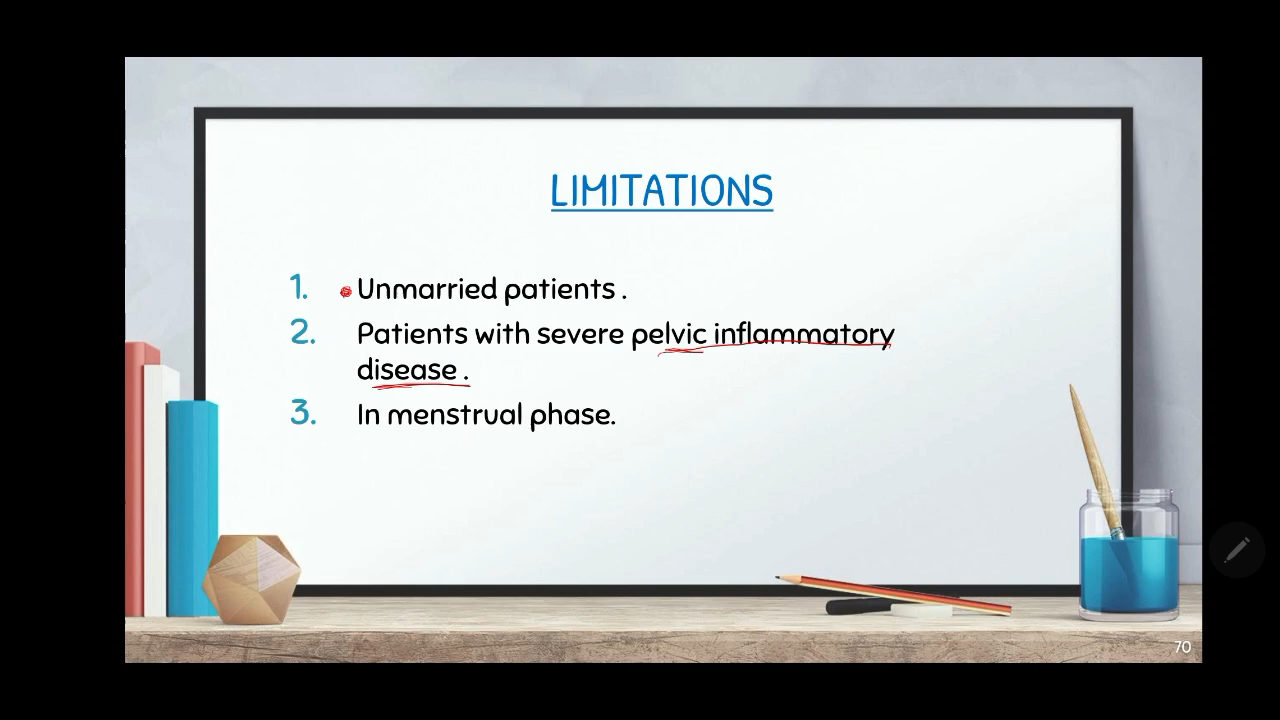 LIMITATIONS
1. Unmarried patients .
2. Patients with severe pelvic inflammatory
disease .
3. In menstrual phase.
70